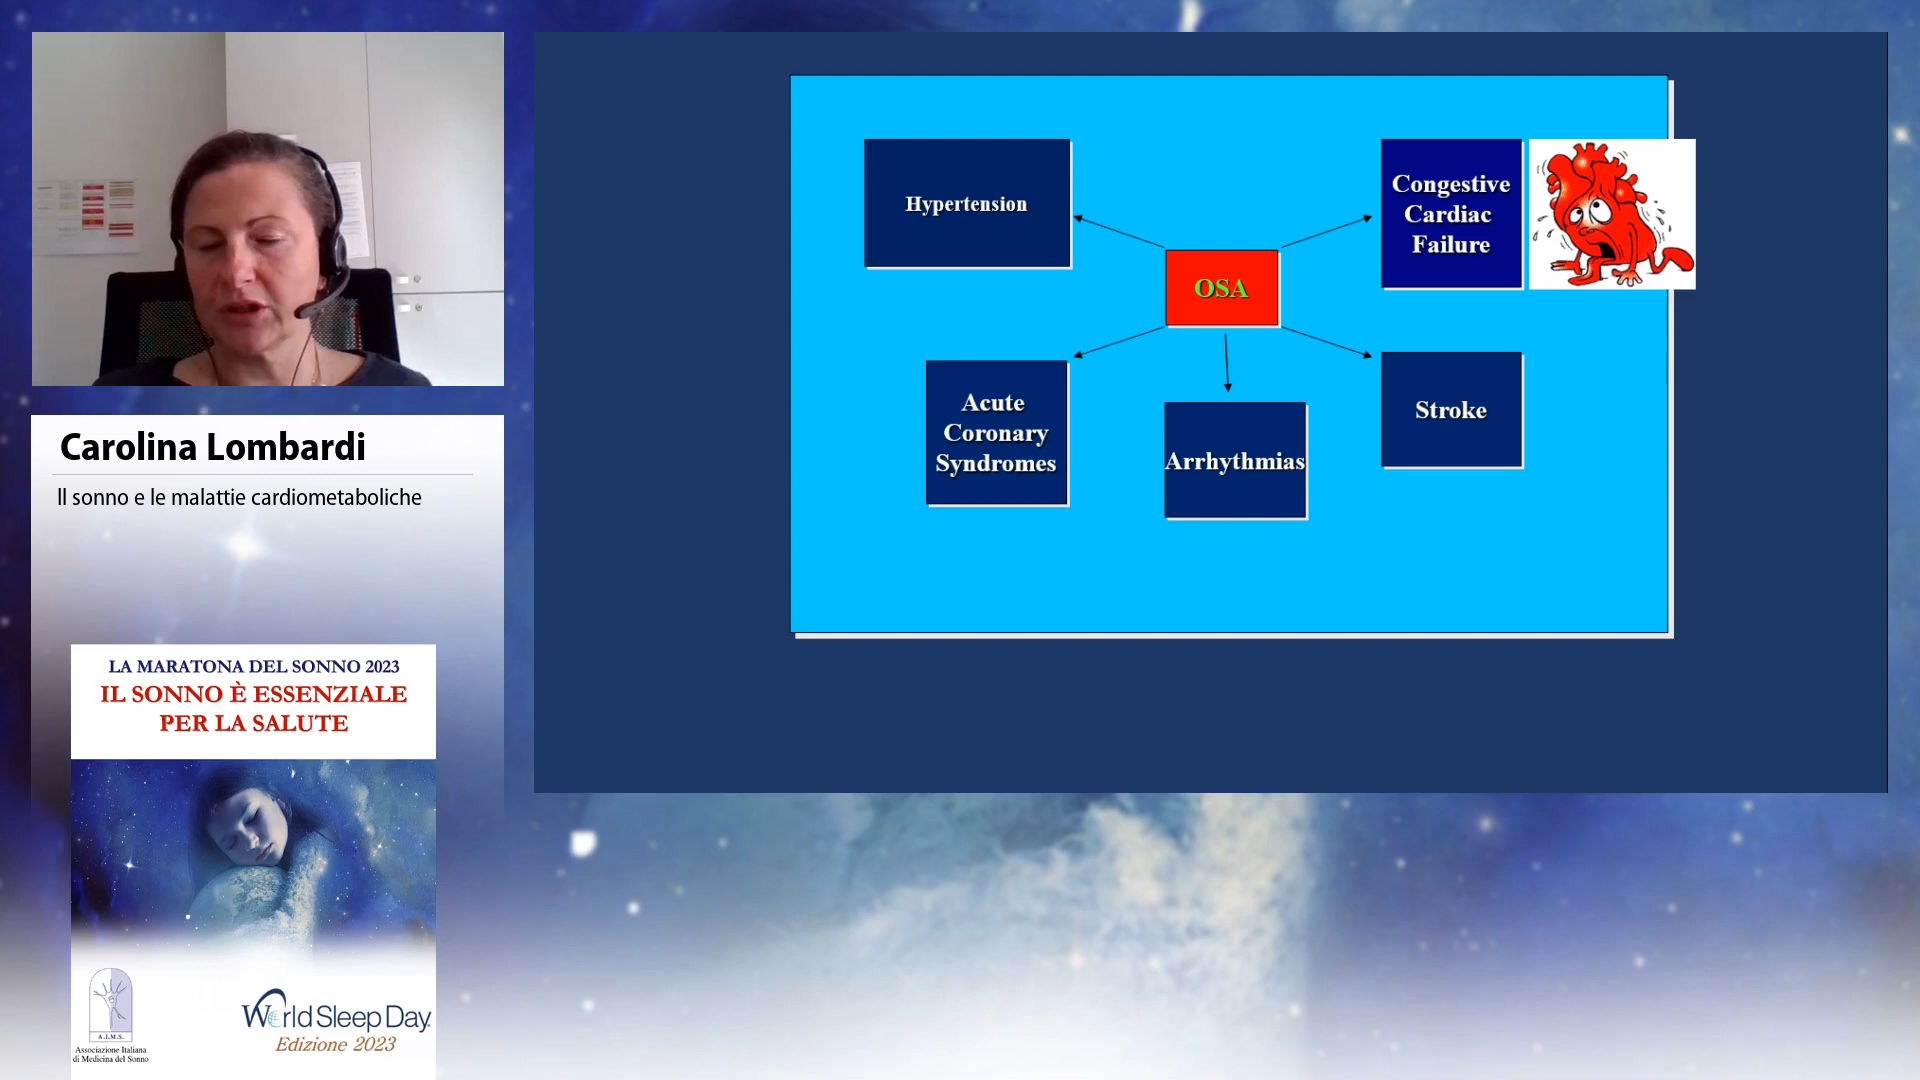 Carolina Lombardi
Il sonno e le malattie cardiometaboliche
LA MARATONA DEL SONNO 2023
IL SONNO È ESSENZIALE
PER LA SALUTE
A.I.M.S.
Associazione Italiana
di Medicina del Sonno
World Sleep Day
Edizione 2023
Hypertension
Congestive
Cardiac
Failure
OSA
Acute
Coronary
Syndromes
Arrhythmias
Stroke